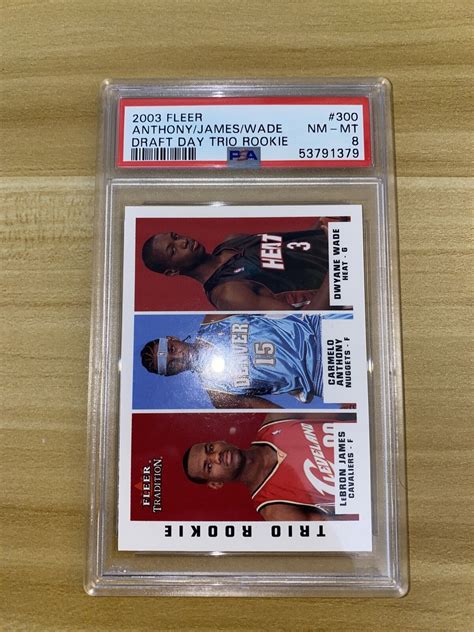 2003 FLEER #300
ANTHONY/JAMES/WADE NM - MT
DRAFT DAY TRIO ROOKIE 8
PSA 53791379
HEAT
3
DWYANE WADE
HEAT - G
DENVER
15
CARMELO
ANTHONY
NUGGETS - F
CLEVELAND
LeBRON JAMES
CAVALIERS - F
FLEER
TRADITION
TRIO ROOKIE